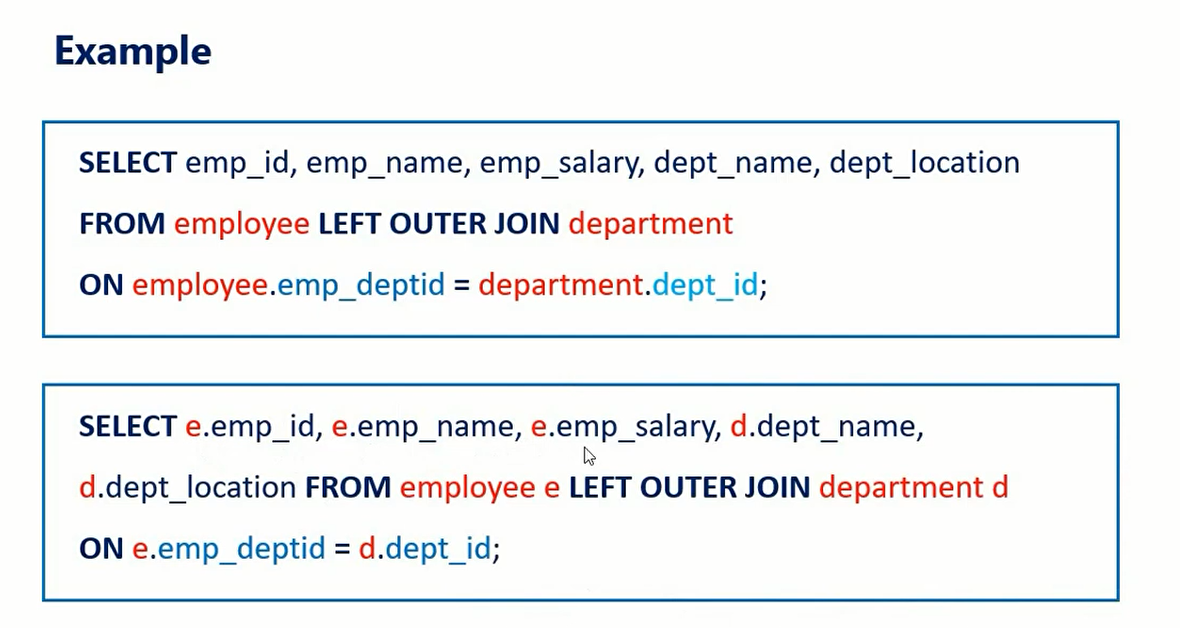 Example
SELECT emp_id, emp_name, emp_salary, dept_name, dept_location
FROM employee LEFT OUTER JOIN department
ON employee.emp_deptid = department.dept_id;
SELECT e.emp_id, e.emp_name, e.emp_salary, d.dept_name,
d.dept_location FROM employee e LEFT OUTER JOIN department d
ON e.emp_deptid = d.dept_id;